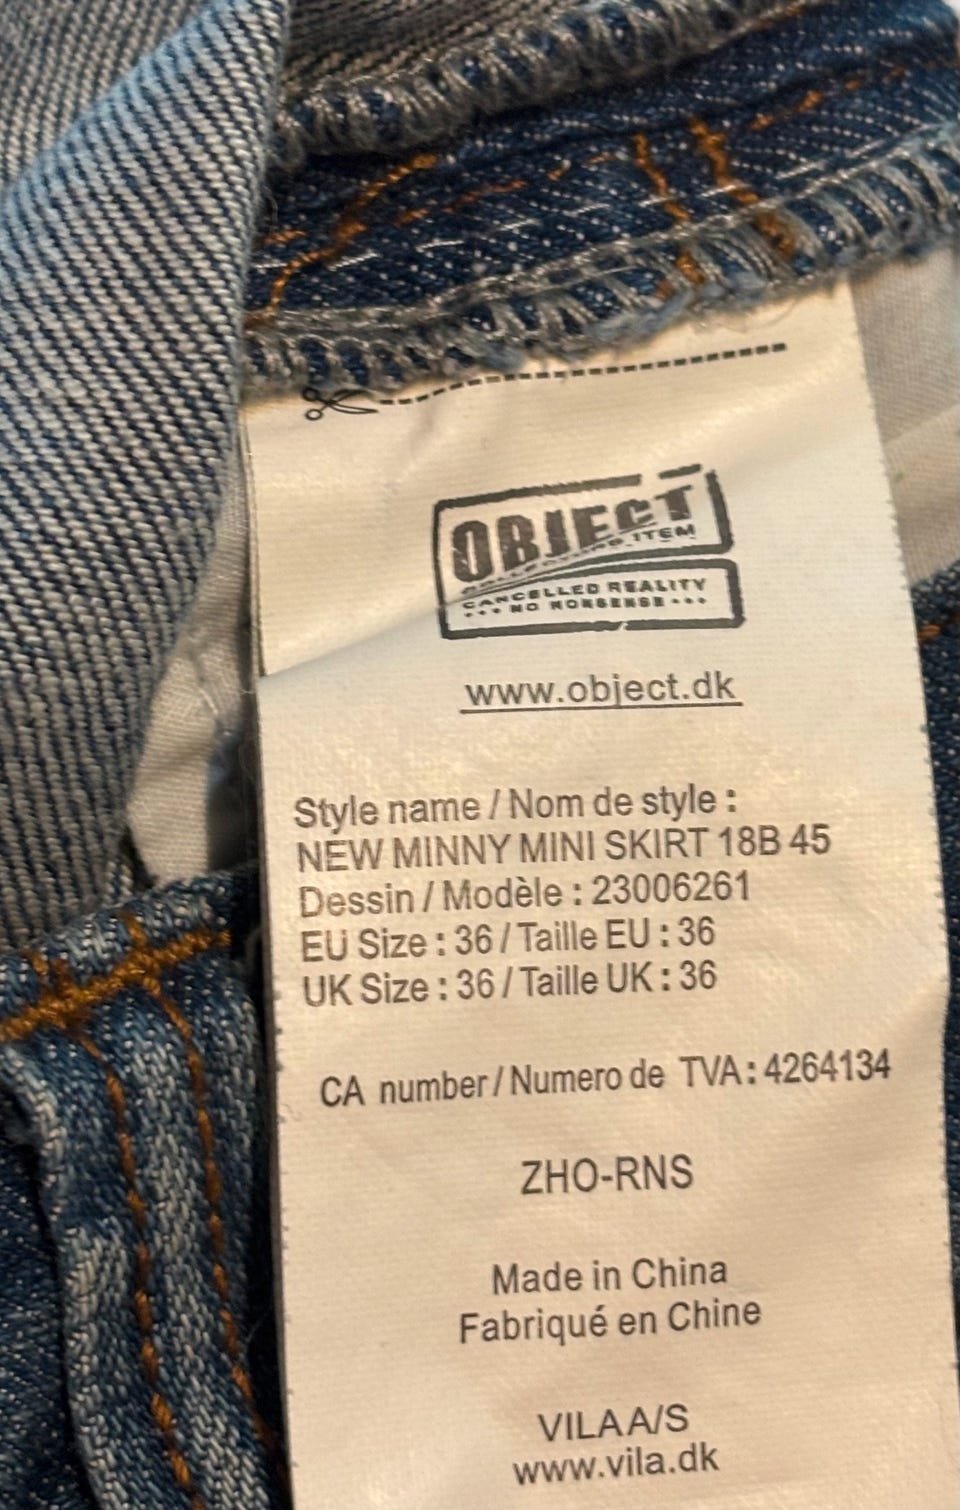 OBJECT
COLLECTORS ITEM
CANCELLED REALITY
••• NO NONSENSE •••
www.object.dk
Style name / Nom de style :
NEW MINNY MINI SKIRT 18B 45
Dessin / Modèle : 23006261
EU Size : 36 / Taille EU : 36
UK Size : 36 / Taille UK : 36
CA number / Numero de TVA : 4264134
ZHO-RNS
Made in China
Fabriqué en Chine
VILA A/S
www.vila.dk